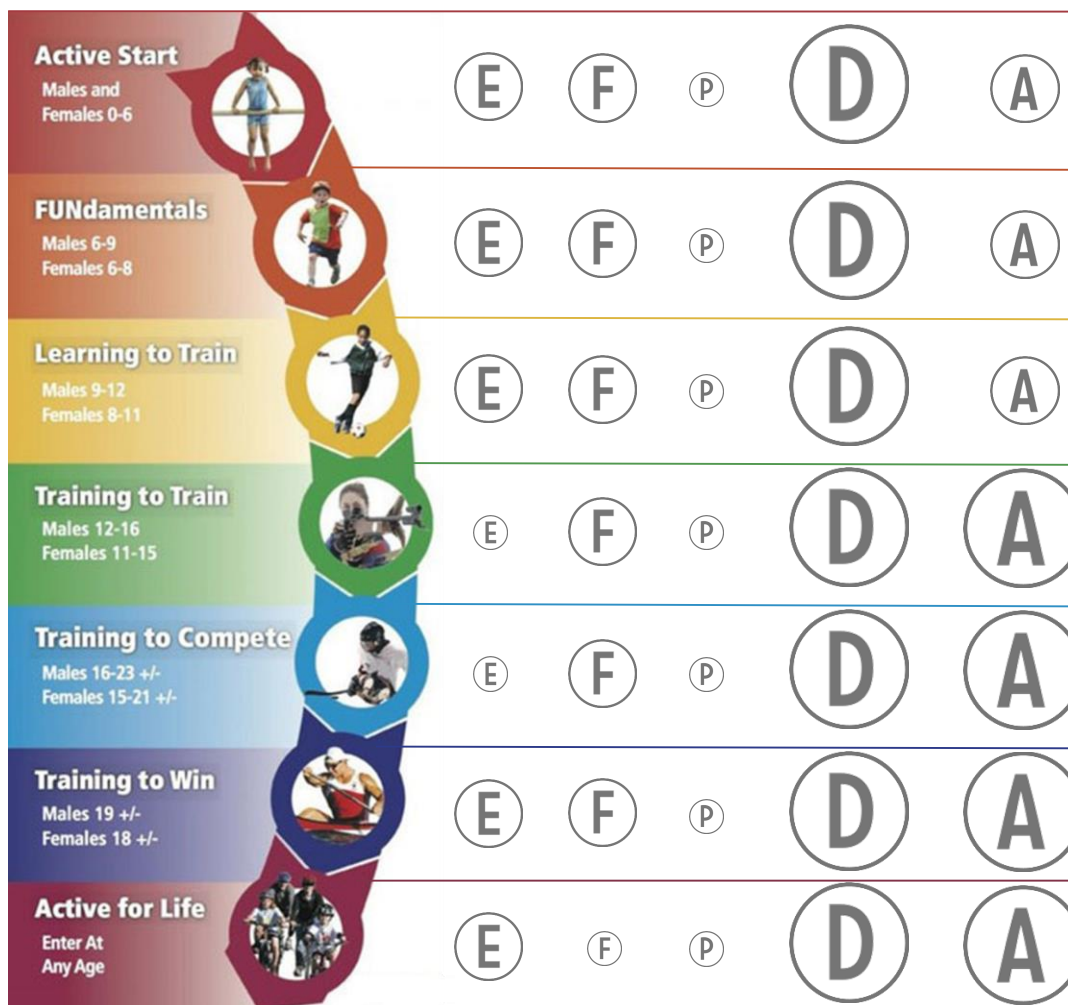 Active Start
Males and
Females 0-6
E F P D A
FUNdamentals
Males 6-9
Females 6-8
E F P D A
Learning to Train
Males 9-12
Females 8-11
E F P D A
Training to Train
Males 12-16
Females 11-15
E F P D A
Training to Compete
Males 16-23 +/-
Females 15-21 +/-
E F P D A
Training to Win
Males 19 +/-
Females 18 +/-
E F P D A
Active for Life
Enter At
Any Age
E F P D A